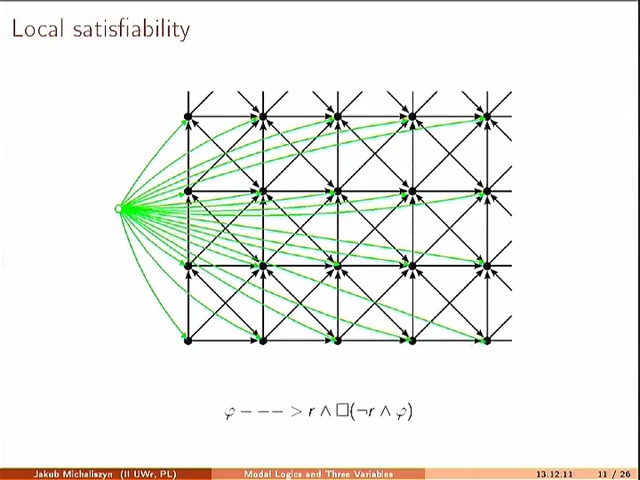 Local satisfiability
φ − − − > r ∧ □(¬r ∧ φ)
Jakub Michaliszyn (II UWr, PL) Modal Logics and Three Variables 13.12.11 11 / 26